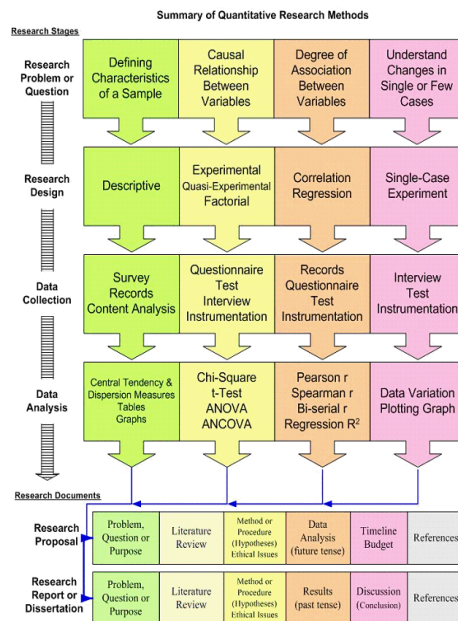 Summary of Quantitative Research Methods
Research Stages
Research
Problem or
Question
Defining
Characteristics
of a Sample
Causal
Relationship
Between
Variables
Degree of
Association
Between
Variables
Understand
Changes in
Single or Few
Cases
Research
Design
Descriptive
Experimental
Quasi-Experimental
Factorial
Correlation
Regression
Single-Case
Experiment
Data
Collection
Survey
Records
Content Analysis
Questionnaire
Test
Interview
Instrumentation
Records
Questionnaire
Test
Instrumentation
Interview
Test
Instrumentation
Data
Analysis
Central Tendency &
Dispersion Measures
Tables
Graphs
Chi-Square
t-Test
ANOVA
ANCOVA
Pearson r
Spearman r
Bi-serial r
Regression R²
Data Variation
Plotting Graph
Research Documents
Research
Proposal
Problem,
Question or
Purpose
Literature
Review
Method or
Procedure
(Hypotheses)
Ethical Issues
Data
Analysis
(future tense)
Timeline
Budget
References
Research
Report or
Dissertation
Problem,
Question or
Purpose
Literature
Review
Method or
Procedure
(Hypotheses)
Ethical Issues
Results
(past tense)
Discussion
(Conclusion)
References